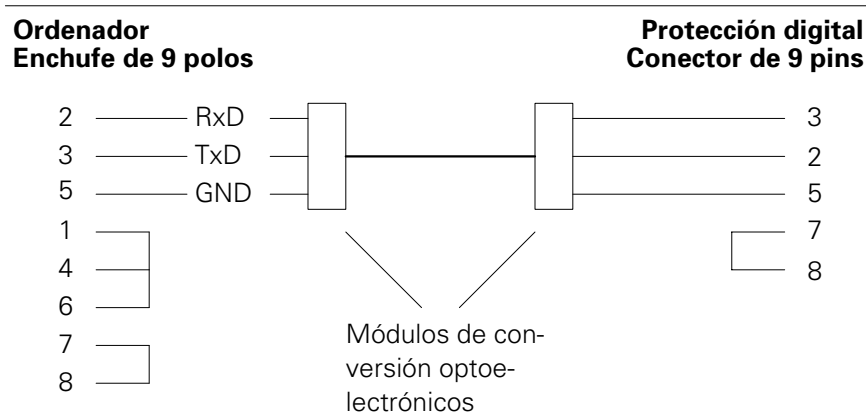 Ordenador
Enchufe de 9 polos
Protección digital
Conector de 9 pins
2 RxD 3
3 TxD 2
5 GND 5
1 7
4 8
6
7
8
Módulos de con-
versión optoe-
lectrónicos